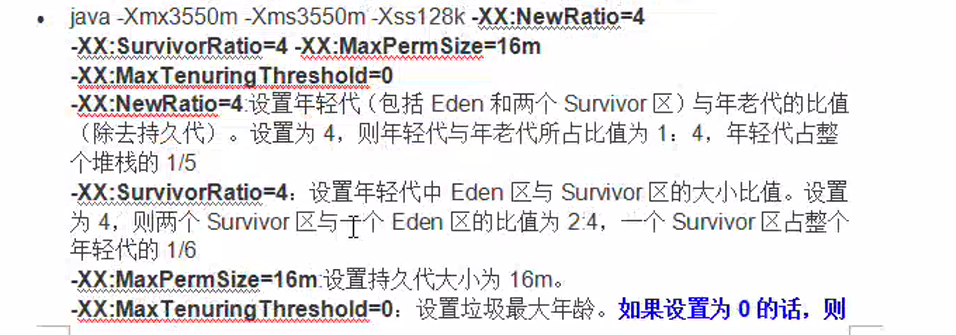 • java -Xmx3550m -Xms3550m -Xss128k -XX:NewRatio=4
-XX:SurvivorRatio=4 -XX:MaxPermSize=16m
-XX:MaxTenuringThreshold=0
-XX:NewRatio=4:设置年轻代（包括 Eden 和两个 Survivor 区）与年老代的比值
（除去持久代）。设置为 4，则年轻代与年老代所占比值为 1：4，年轻代占整
个堆栈的 1/5
-XX:SurvivorRatio=4：设置年轻代中 Eden 区与 Survivor 区的大小比值。设置
为 4，则两个 Survivor 区与一个 Eden 区的比值为 2:4，一个 Survivor 区占整个
年轻代的 1/6
-XX:MaxPermSize=16m:设置持久代大小为 16m。
-XX:MaxTenuringThreshold=0：设置垃圾最大年龄。如果设置为 0 的话，则